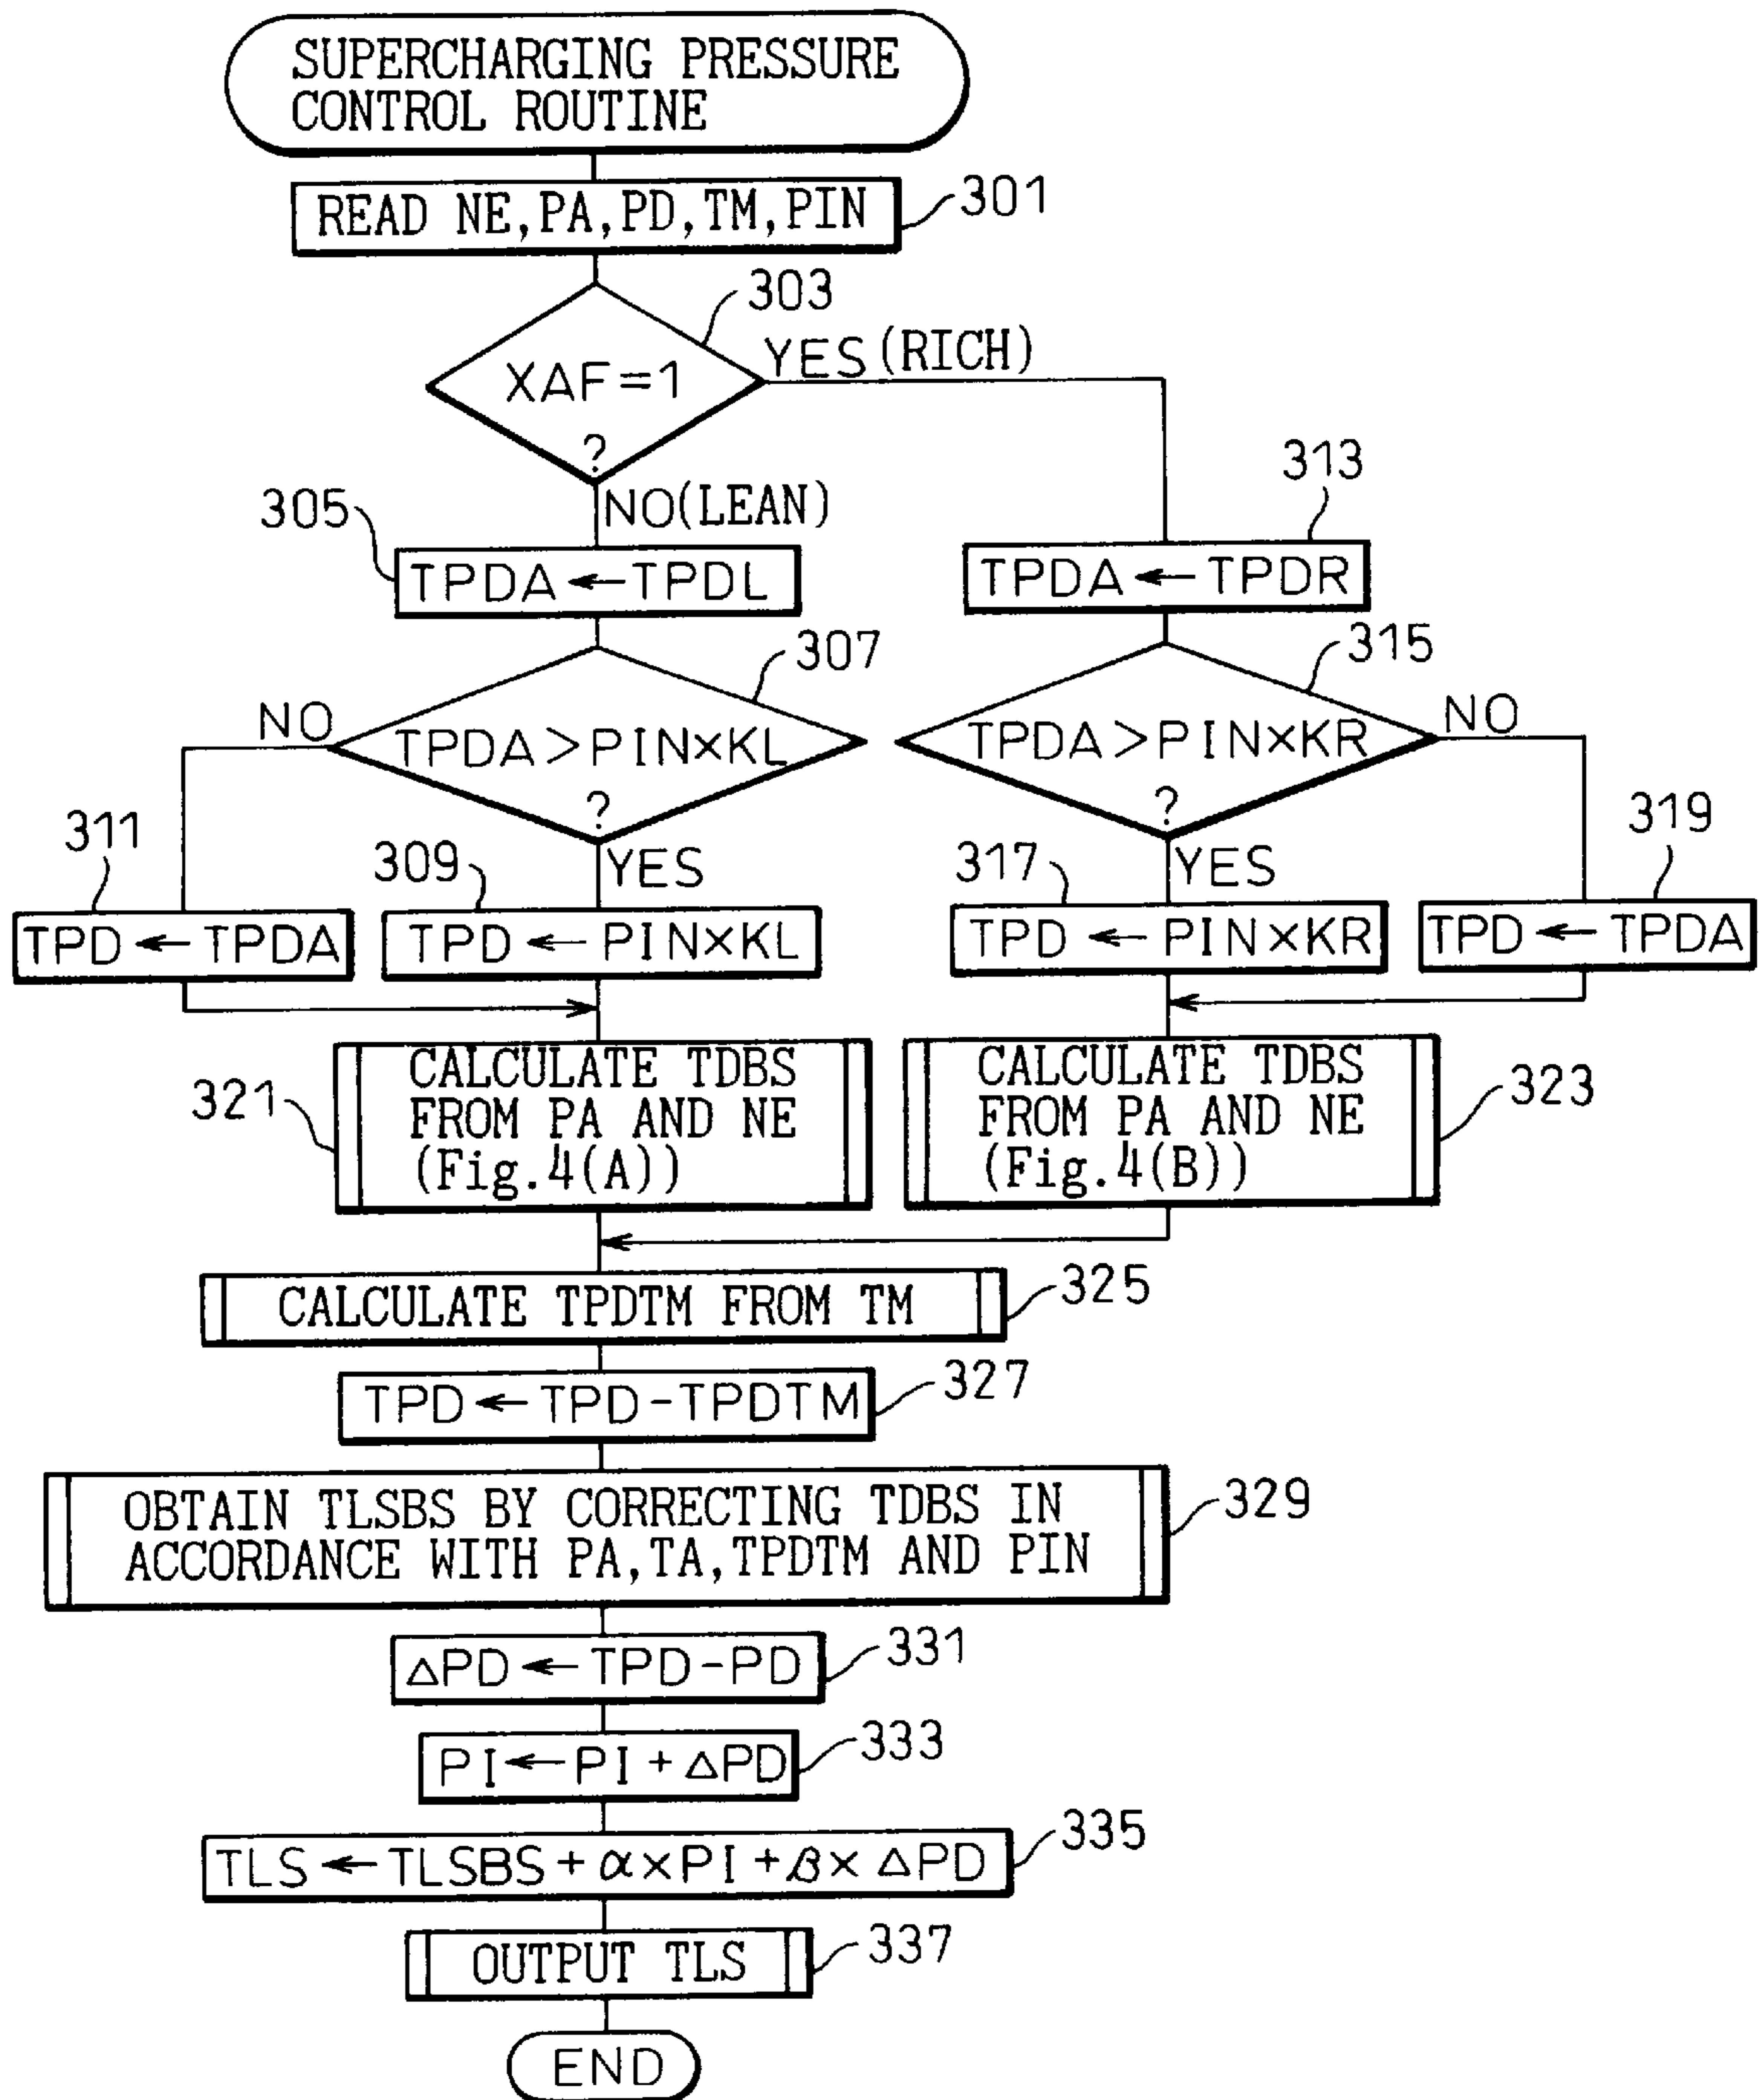 SUPERCHARGING PRESSURE
CONTROL ROUTINE
READ NE,PA,PD,TM,PIN
301
303
XAF=1
?
YES(RICH)
NO(LEAN)
305
TPDA←TPDL
313
TPDA←TPDR
307
TPDA>PIN×KL
?
NO
YES
315
TPDA>PIN×KR
?
NO
YES
311
TPD←TPDA
309
TPD←PIN×KL
317
TPD←PIN×KR
319
TPD←TPDA
321
CALCULATE TDBS
FROM PA AND NE
(Fig.4(A))
CALCULATE TDBS
FROM PA AND NE
(Fig.4(B))
323
CALCULATE TPDTM FROM TM
325
TPD←TPD-TPDTM
327
OBTAIN TLSBS BY CORRECTING TDBS IN
ACCORDANCE WITH PA,TA,TPDTM AND PIN
329
△PD←TPD-PD
331
PI←PI+△PD
333
TLS←TLSBS+α×PI+β×△PD
335
OUTPUT TLS
337
END